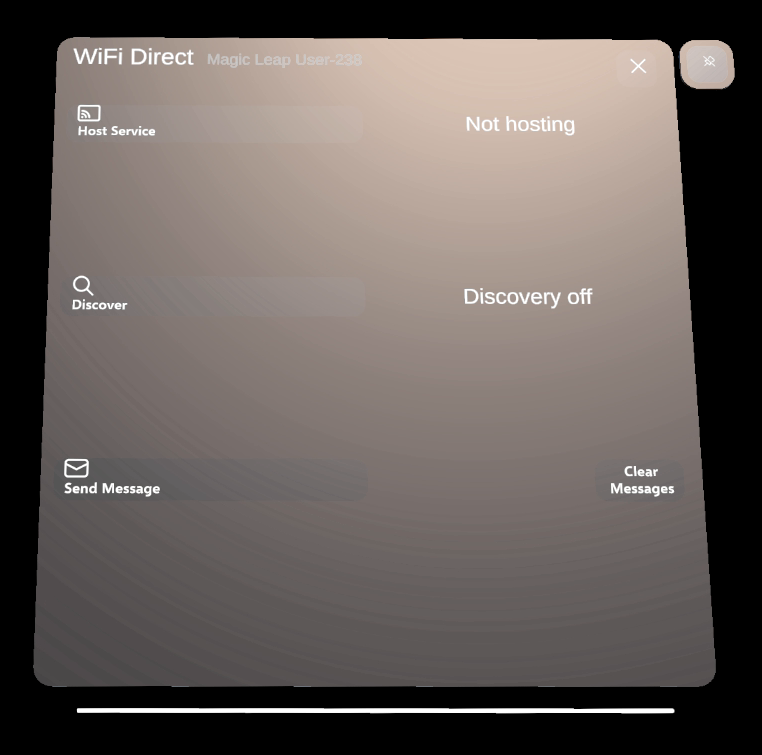 WiFi Direct Magic Leap User-238
Host Service
Not hosting
Discover
Discovery off
Send Message
Clear
Messages